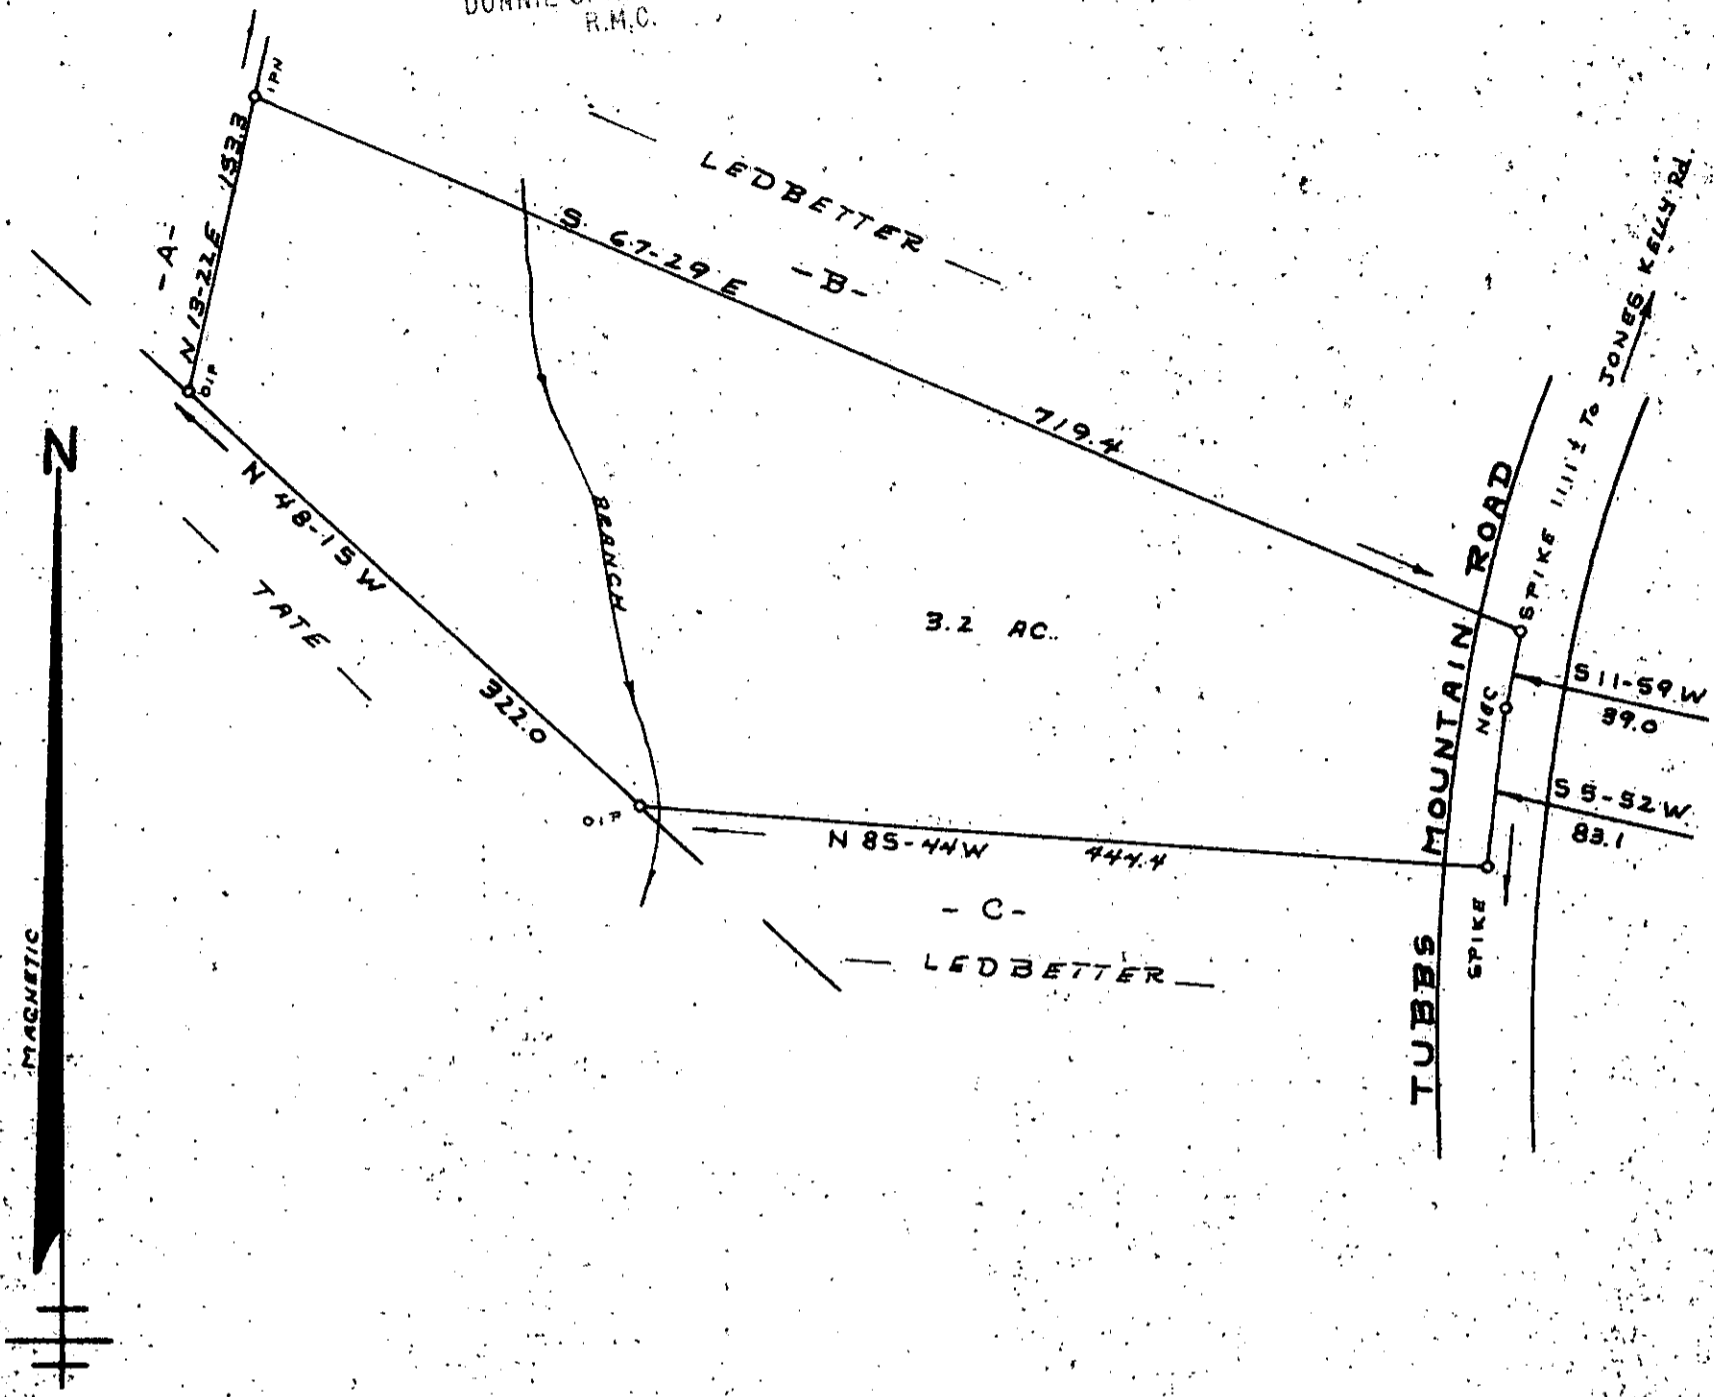 R.M.C.
IPN
N 13-22 E 153.3
- A -
OIP
LEDBETTER
- B -
S 67-29 E
719.4
SPIKE 1111'± To JONES KELLY Rd.
N
MAGNETIC
N 48-15 W
322.0
TATE
BRANCH
3.2 AC.
TUBBS MOUNTAIN ROAD
N&C
S 11-59 W
39.0
S 5-52 W
83.1
OIP
N 85-44 W 444.4
- C -
LEDBETTER
SPIKE